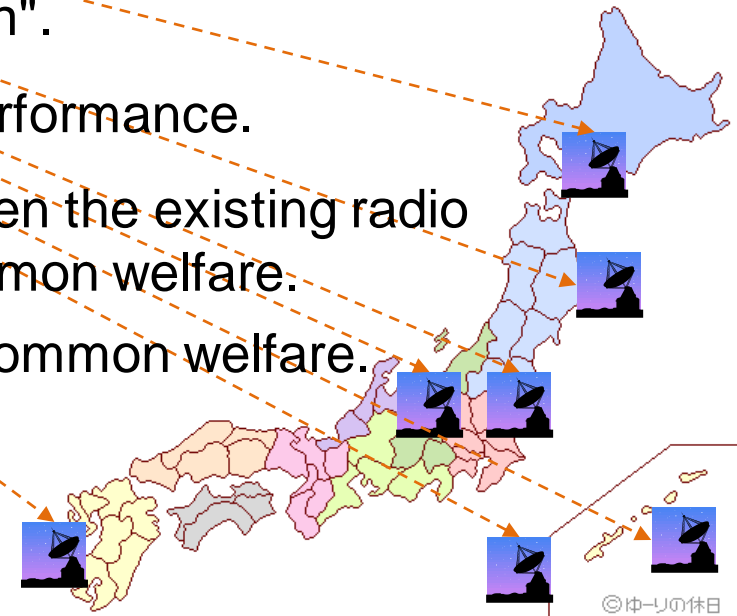 n".
rformance.
en the existing radio
mon welfare.
ommon welfare.
©ゆーりの休日